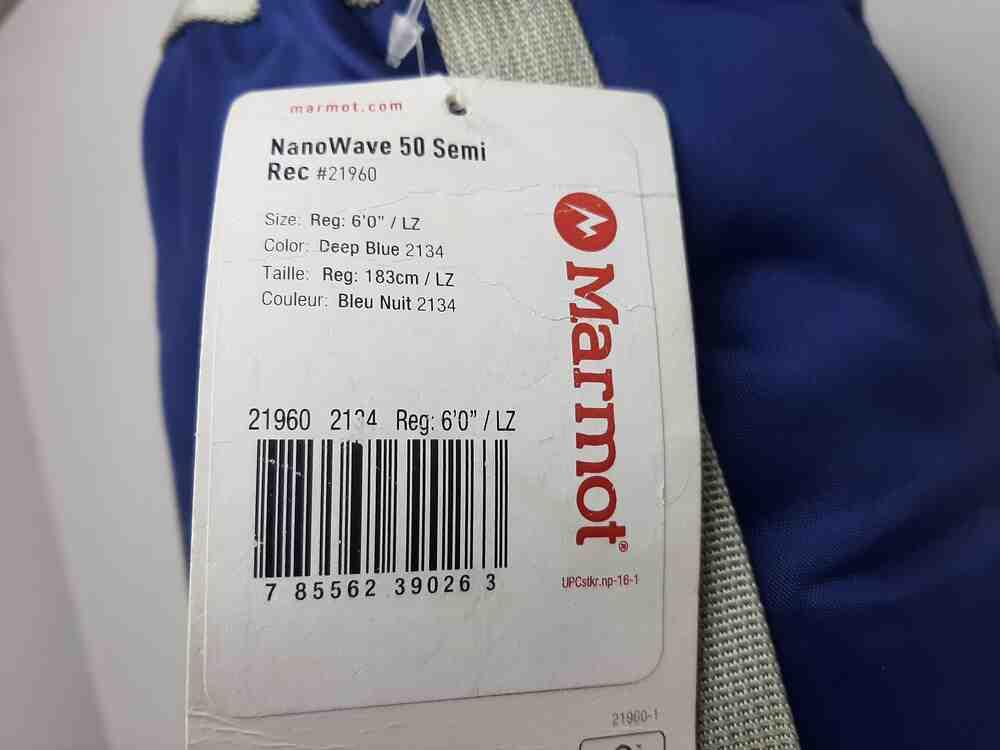 marmot.com
NanoWave 50 Semi
Rec #21960
Size: Reg: 6'0" / LZ
Color: Deep Blue 2134
Taille: Reg: 183cm / LZ
Couleur: Bleu Nuit 2134
Marmot®
21960 2134 Reg: 6'0" / LZ
7 85562 39026 3
UPCstkr.np-16-1
21960-1